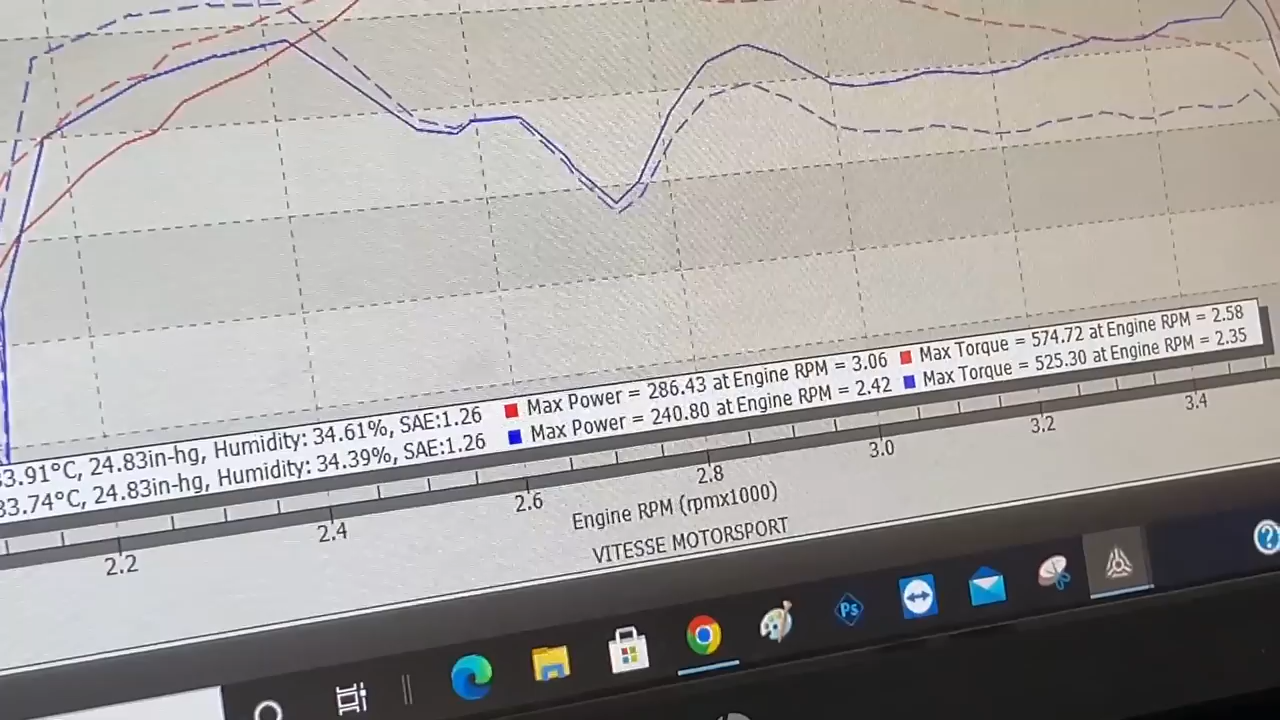 33.91°C, 24.83in-hg, Humidity: 34.61%, SAE:1.26 Max Power = 286.43 at Engine RPM = 3.06 Max Torque = 574.72 at Engine RPM = 2.58
33.74°C, 24.83in-hg, Humidity: 34.39%, SAE:1.26 Max Power = 240.80 at Engine RPM = 2.42 Max Torque = 525.30 at Engine RPM = 2.35
2.2 2.4 2.6 2.8 3.0 3.2 3.4
Engine RPM (rpmx1000)
VITESSE MOTORSPORT
Ps
?